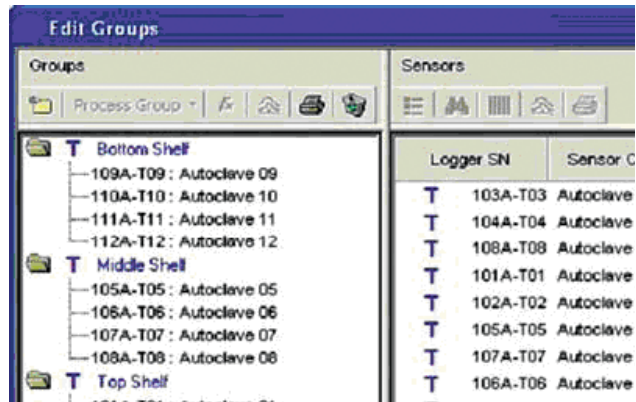 Edit Groups
Groups
Process Group
Bottom Shelf
109A-T09 : Autoclave 09
110A-T10 : Autoclave 10
111A-T11 : Autoclave 11
112A-T12 : Autoclave 12
Middle Shelf
105A-T05 : Autoclave 05
106A-T06 : Autoclave 06
107A-T07 : Autoclave 07
108A-T08 : Autoclave 08
Top Shelf
Sensors
Logger SN Sensor
T 103A-T03 Autoclave
T 104A-T04 Autoclave
T 108A-T08 Autoclave
T 101A-T01 Autoclave
T 102A-T02 Autoclave
T 105A-T05 Autoclave
T 107A-T07 Autoclave
T 106A-T06 Autoclave